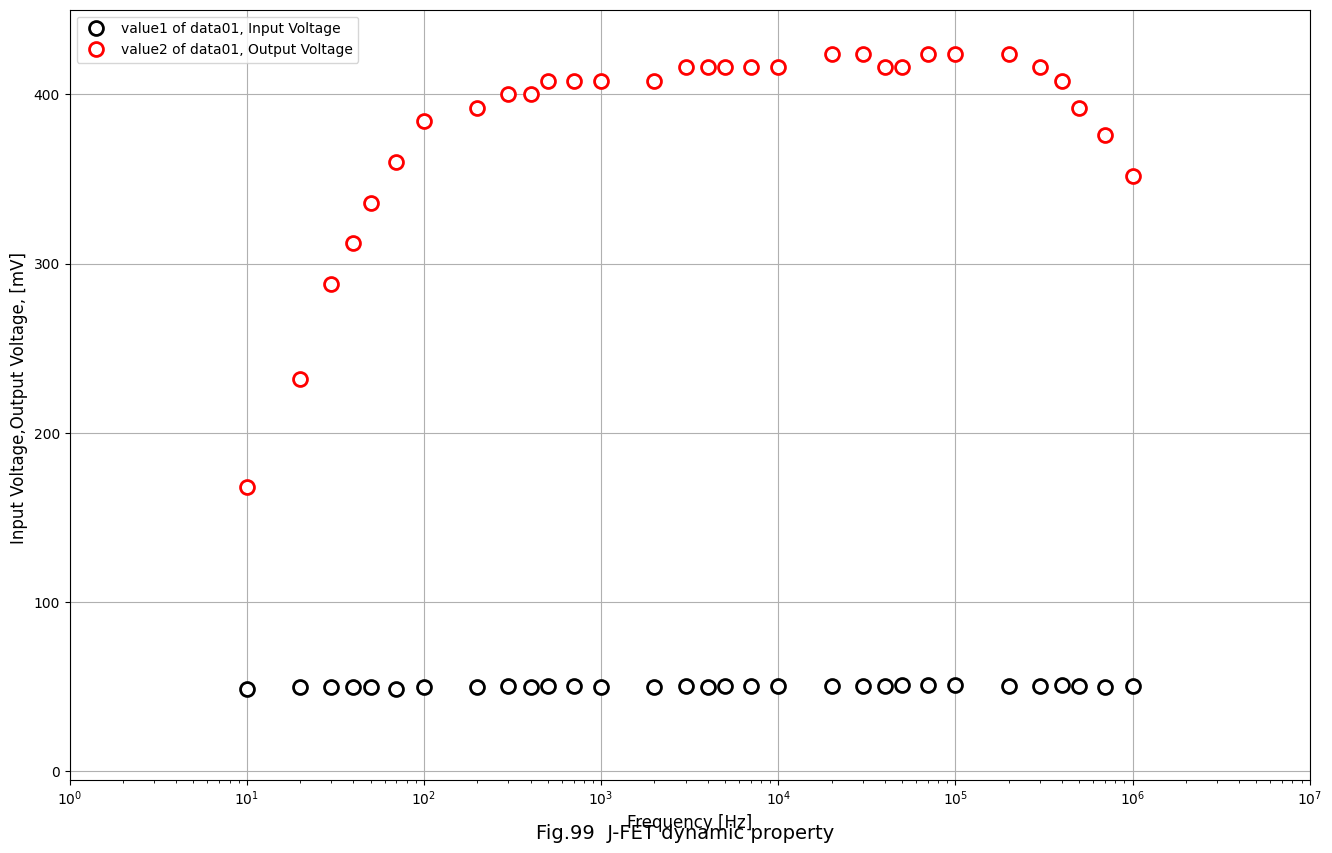 value1 of data01, Input Voltage
value2 of data01, Output Voltage
Input Voltage,Output Voltage, [mV]
400
300
200
100
0
10^0 10^1 10^2 10^3 10^4 10^5 10^6 10^7
Frequency [Hz]
Fig.99  J-FET dynamic property